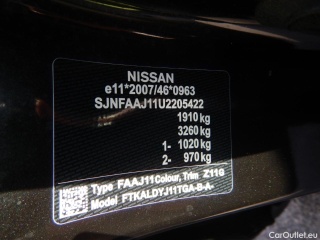 NISSAN
e11*2007/46*0963
SJNFAAJ11U2205422
1910 kg
3260 kg
1- 1020 kg
2- 970 kg
Type FAAJ11 Colour, Trim Z11G
Model FTKALDYJ11TGA-B-A-
CarOutlet.eu